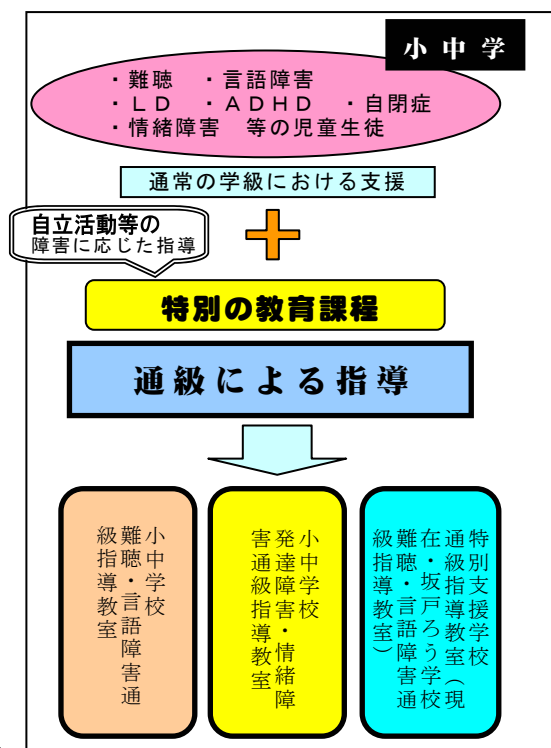 小中学
・難聴　・言語障害
・ＬＤ　・ＡＤＨＤ　・自閉症
・情緒障害　等の児童生徒
通常の学級における支援
自立活動等の
障害に応じた指導
特別の教育課程
通級による指導
小中学校
難聴・言語障害通
級指導教室
小中学校
発達障害・情緒障
害通級指導教室
特別支援学校
通級指導教室（現
在・坂戸ろう学校
難聴・言語障害通
級指導教室）